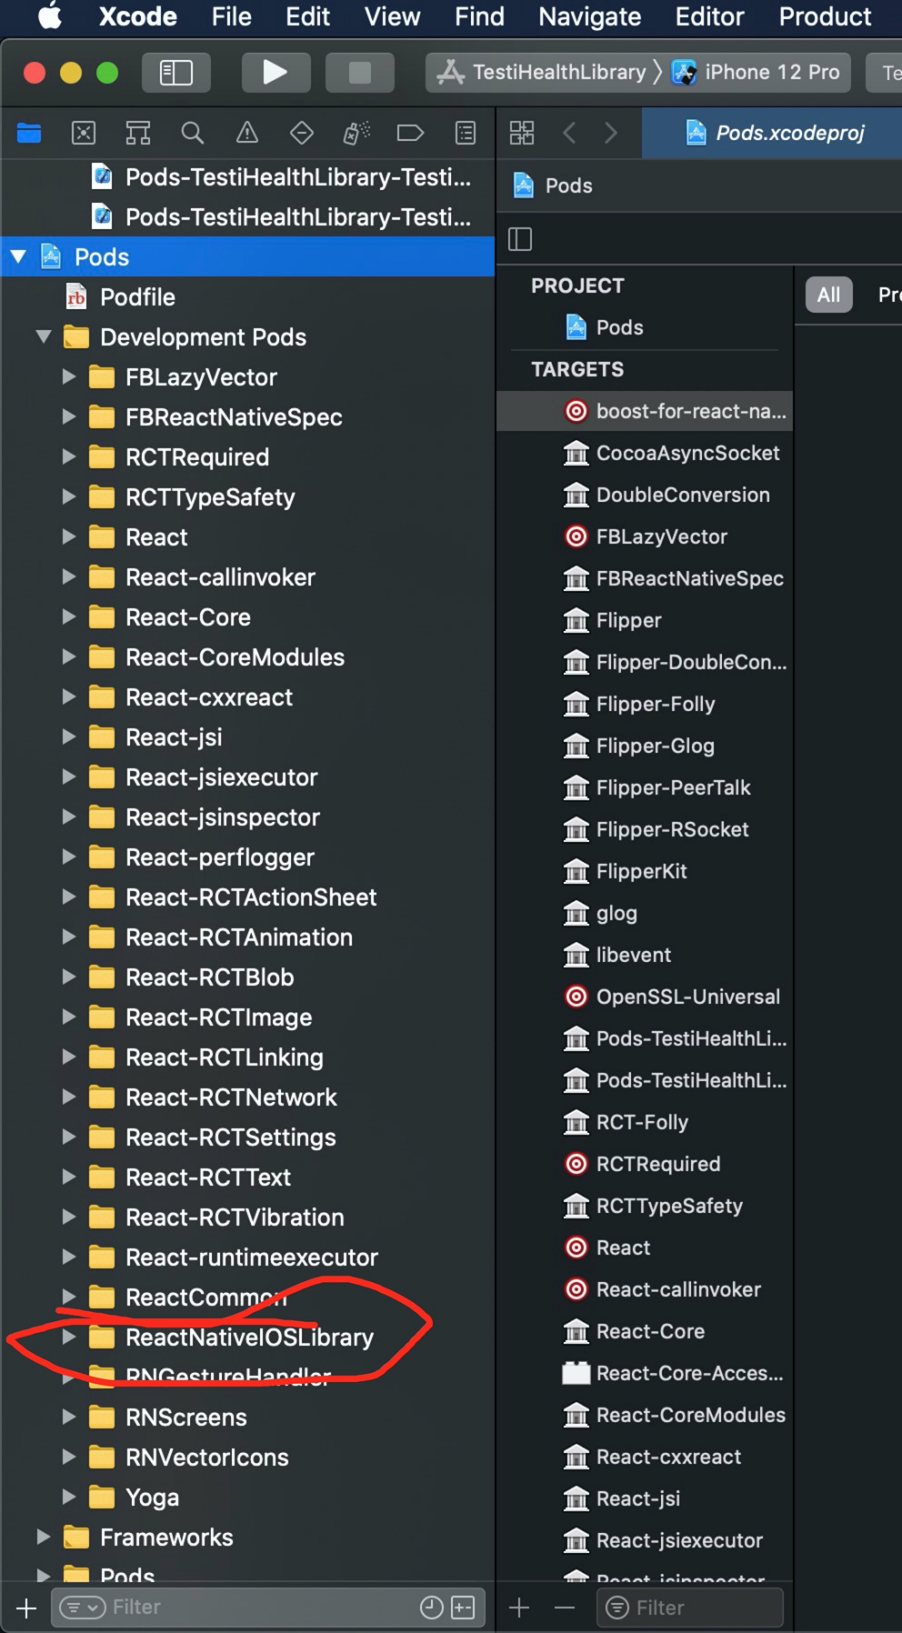 Xcode File Edit View Find Navigate Editor Product
TestiHealthLibrary 〉 iPhone 12 Pro
Te
Pods.xcodeproj
Pods-TestiHealthLibrary-Testi...
Pods-TestiHealthLibrary-Testi...
Pods
Podfile
Development Pods
FBLazyVector
FBReactNativeSpec
RCTRequired
RCTTypeSafety
React
React-callinvoker
React-Core
React-CoreModules
React-cxxreact
React-jsi
React-jsiexecutor
React-jsinspector
React-perflogger
React-RCTActionSheet
React-RCTAnimation
React-RCTBlob
React-RCTImage
React-RCTLinking
React-RCTNetwork
React-RCTSettings
React-RCTText
React-RCTVibration
React-runtimeexecutor
ReactCommon
ReactNativeIOSLibrary
RNGestureHandler
RNScreens
RNVectorIcons
Yoga
Frameworks
Pods
Filter
Pods
PROJECT
Pods
TARGETS
boost-for-react-na...
CocoaAsyncSocket
DoubleConversion
FBLazyVector
FBReactNativeSpec
Flipper
Flipper-DoubleCon...
Flipper-Folly
Flipper-Glog
Flipper-PeerTalk
Flipper-RSocket
FlipperKit
glog
libevent
OpenSSL-Universal
Pods-TestiHealthLi...
Pods-TestiHealthLi...
RCT-Folly
RCTRequired
RCTTypeSafety
React
React-callinvoker
React-Core
React-Core-Acces...
React-CoreModules
React-cxxreact
React-jsi
React-jsiexecutor
React-jsinspector
Filter
All Pro